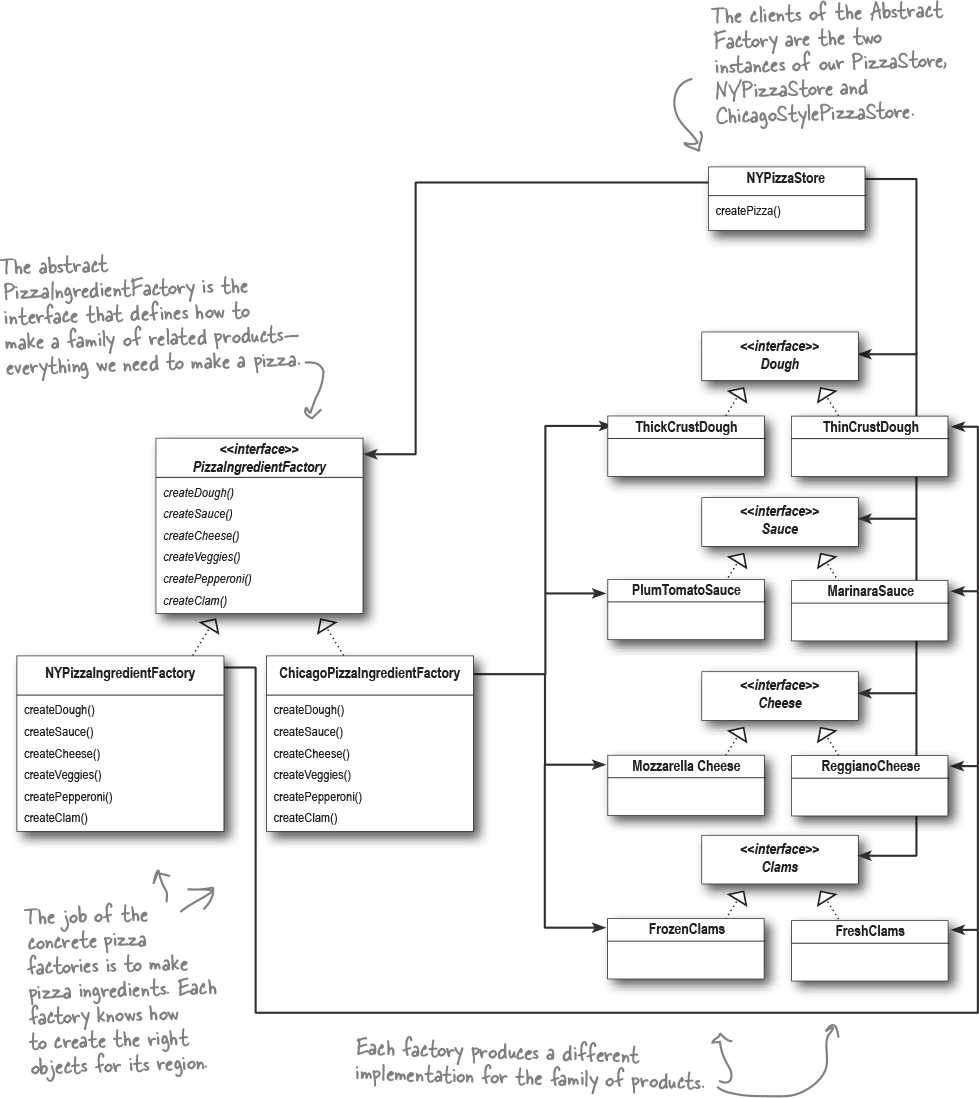 The clients of the Abstract
Factory are the two
instances of our PizzaStore,
NYPizzaStore and
ChicagoStylePizzaStore.
NYPizzaStore
createPizza()
The abstract
PizzaIngredientFactory is the
interface that defines how to
make a family of related products—
everything we need to make a pizza.
<<interface>>
PizzaIngredientFactory
createDough()
createSauce()
createCheese()
createVeggies()
createPepperoni()
createClam()
NYPizzaIngredientFactory
createDough()
createSauce()
createCheese()
createVeggies()
createPepperoni()
createClam()
ChicagoPizzaIngredientFactory
createDough()
createSauce()
createCheese()
createVeggies()
createPepperoni()
createClam()
<<interface>>
Dough
ThickCrustDough
ThinCrustDough
<<interface>>
Sauce
PlumTomatoSauce
MarinaraSauce
<<interface>>
Cheese
Mozzarella Cheese
ReggianoCheese
<<interface>>
Clams
FrozenClams
FreshClams
The job of the
concrete pizza
factories is to make
pizza ingredients. Each
factory knows how
to create the right
objects for its region.
Each factory produces a different
implementation for the family of products.